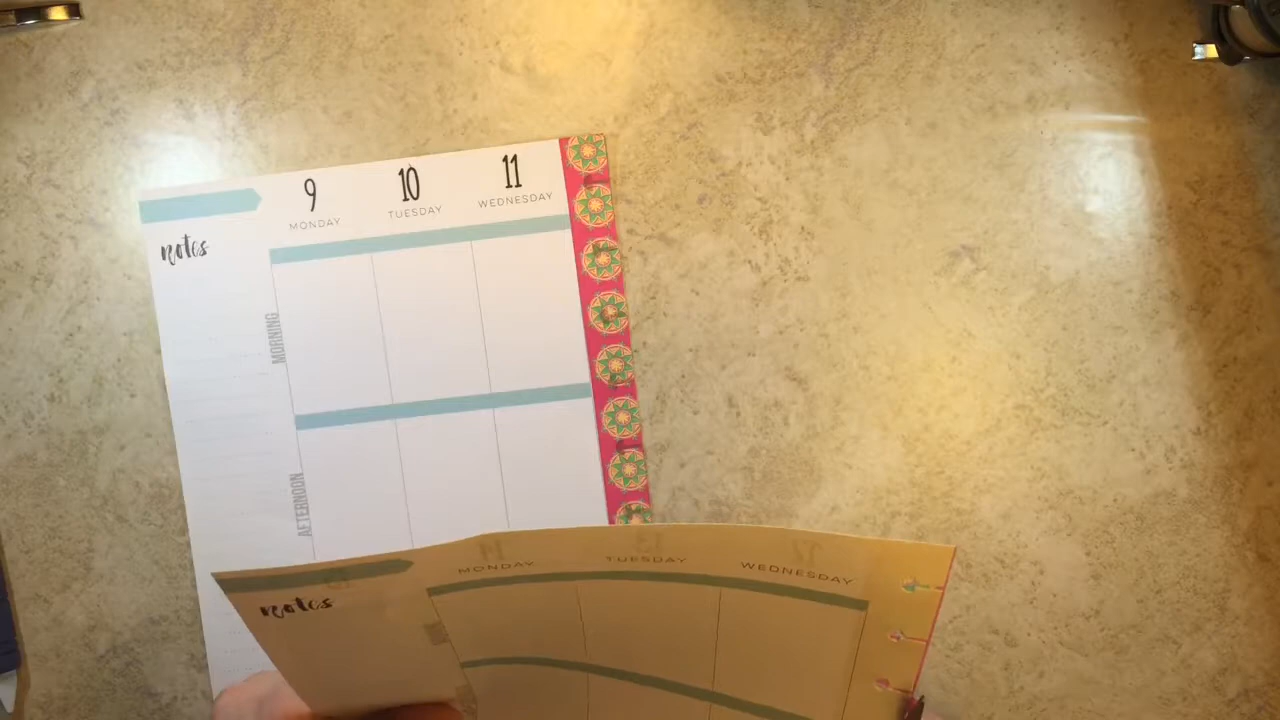 9 10 11
MONDAY TUESDAY WEDNESDAY
notes
MORNING
AFTERNOON
MONDAY TUESDAY WEDNESDAY
notes